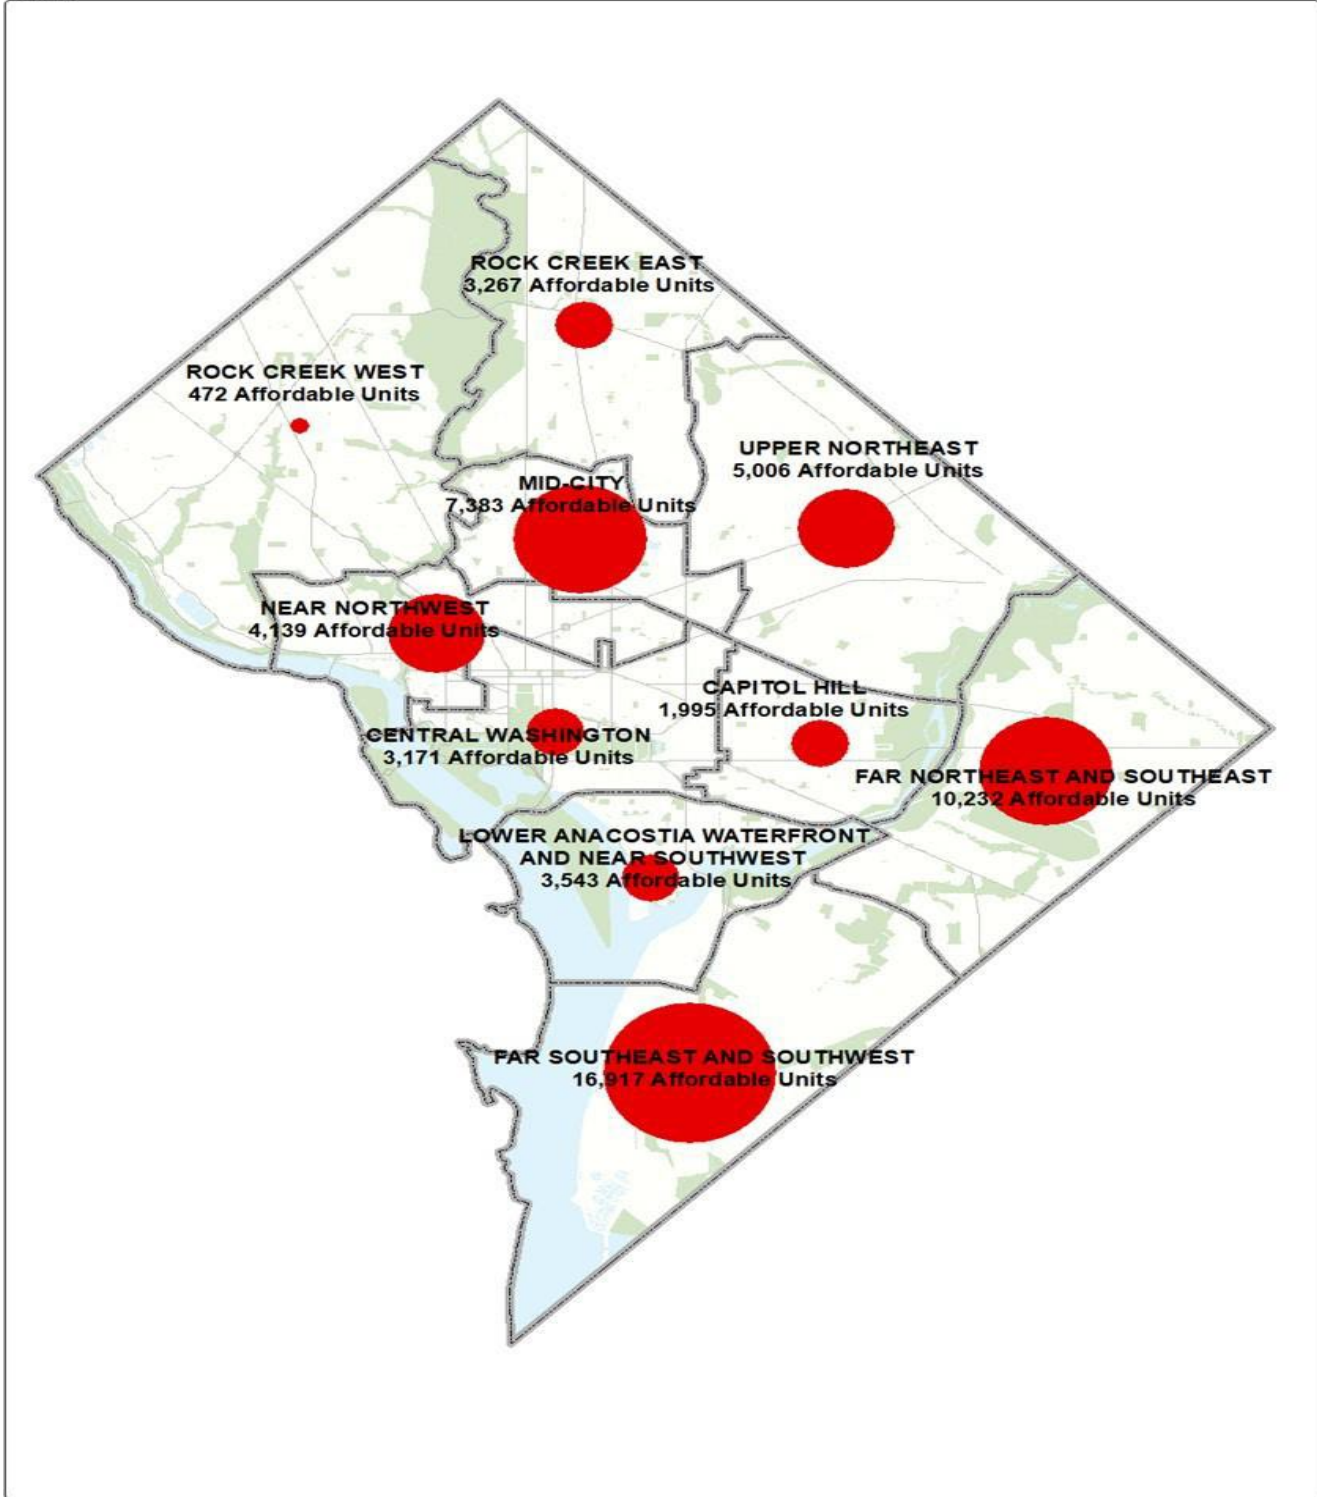 ROCK CREEK EAST
3,267 Affordable Units
ROCK CREEK WEST
472 Affordable Units
UPPER NORTHEAST
5,006 Affordable Units
MID-CITY
7,383 Affordable Units
NEAR NORTHWEST
4,139 Affordable Units
CAPITOL HILL
1,995 Affordable Units
CENTRAL WASHINGTON
3,171 Affordable Units
FAR NORTHEAST AND SOUTHEAST
10,232 Affordable Units
LOWER ANACOSTIA WATERFRONT
AND NEAR SOUTHWEST
3,543 Affordable Units
FAR SOUTHEAST AND SOUTHWEST
16,917 Affordable Units